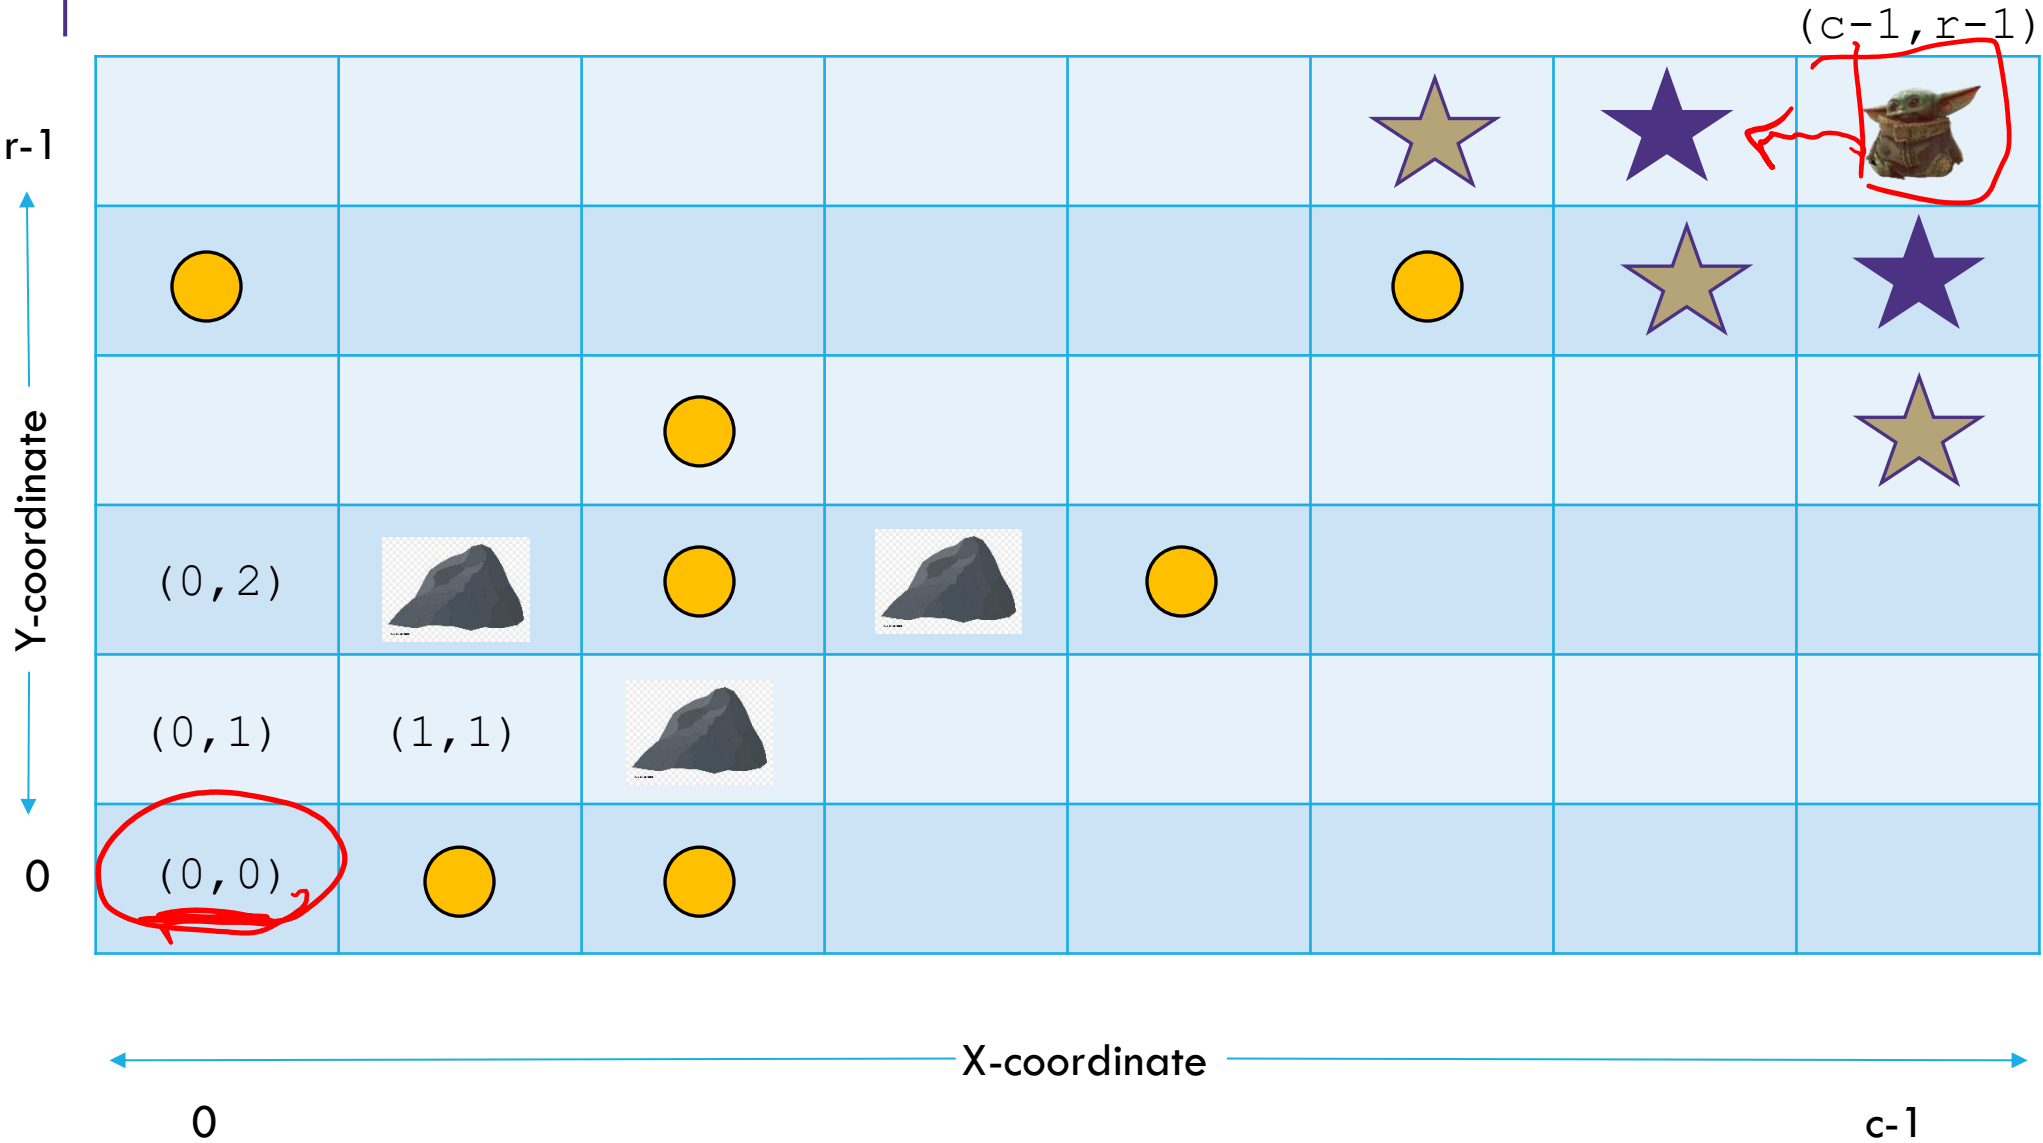 (c-1,r-1)
r-1
Y-coordinate
(0,2)
(0,1) (1,1)
0 (0,0)
X-coordinate
0 c-1